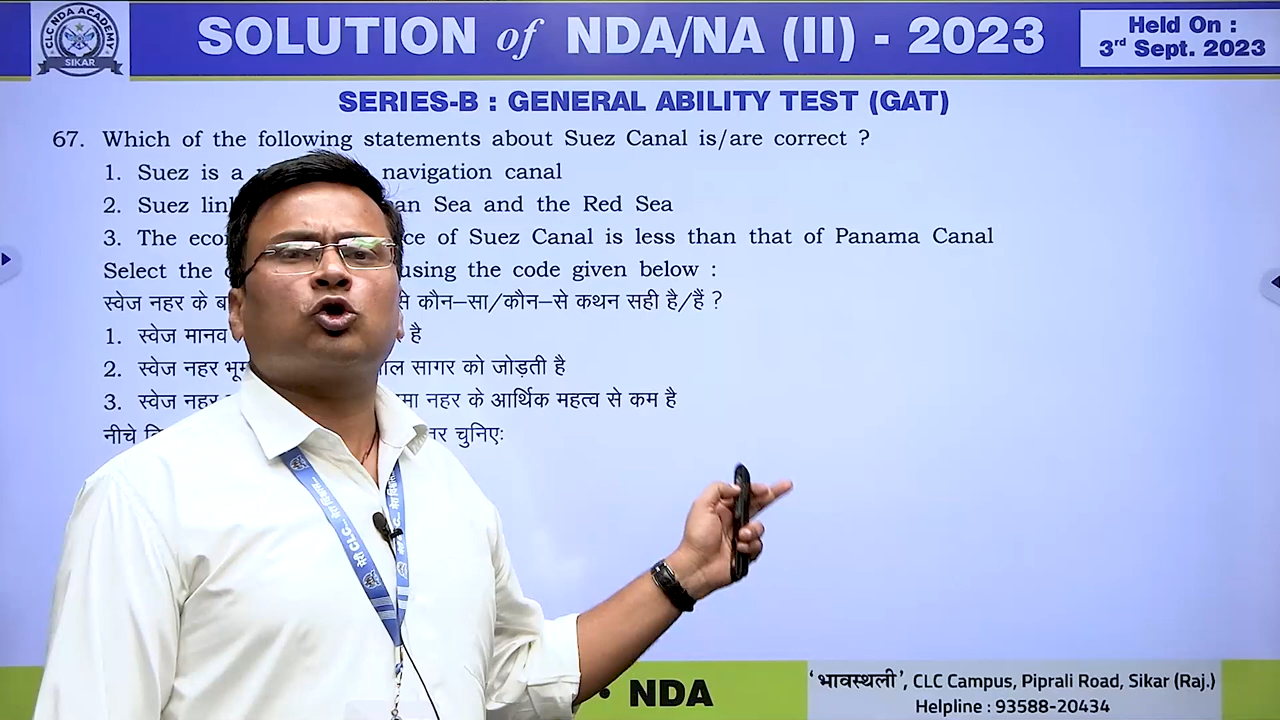 CLC NDA ACADEMY
SIKAR
SOLUTION of NDA/NA (II) - 2023
Held On :
3rd Sept. 2023
SERIES-B : GENERAL ABILITY TEST (GAT)
67. Which of the following statements about Suez Canal is/are correct ?
1. Suez is a navigation canal
2. Suez Sea and the Red Sea
3. The of Suez Canal is less than that of Panama Canal
Select the using the code given below :
स्वेज नहर के कौन–सा/कौन–से कथन सही है/हैं ?
1. स्वेज मानव है
2. स्वेज नहर सागर को जोड़ती है
3. स्वेज नहर नहर के आर्थिक महत्व से कम है
नीचे चुनिएः
CLC
NDA
‘भावस्थली’, CLC Campus, Piprali Road, Sikar (Raj.)
Helpline : 93588-20434